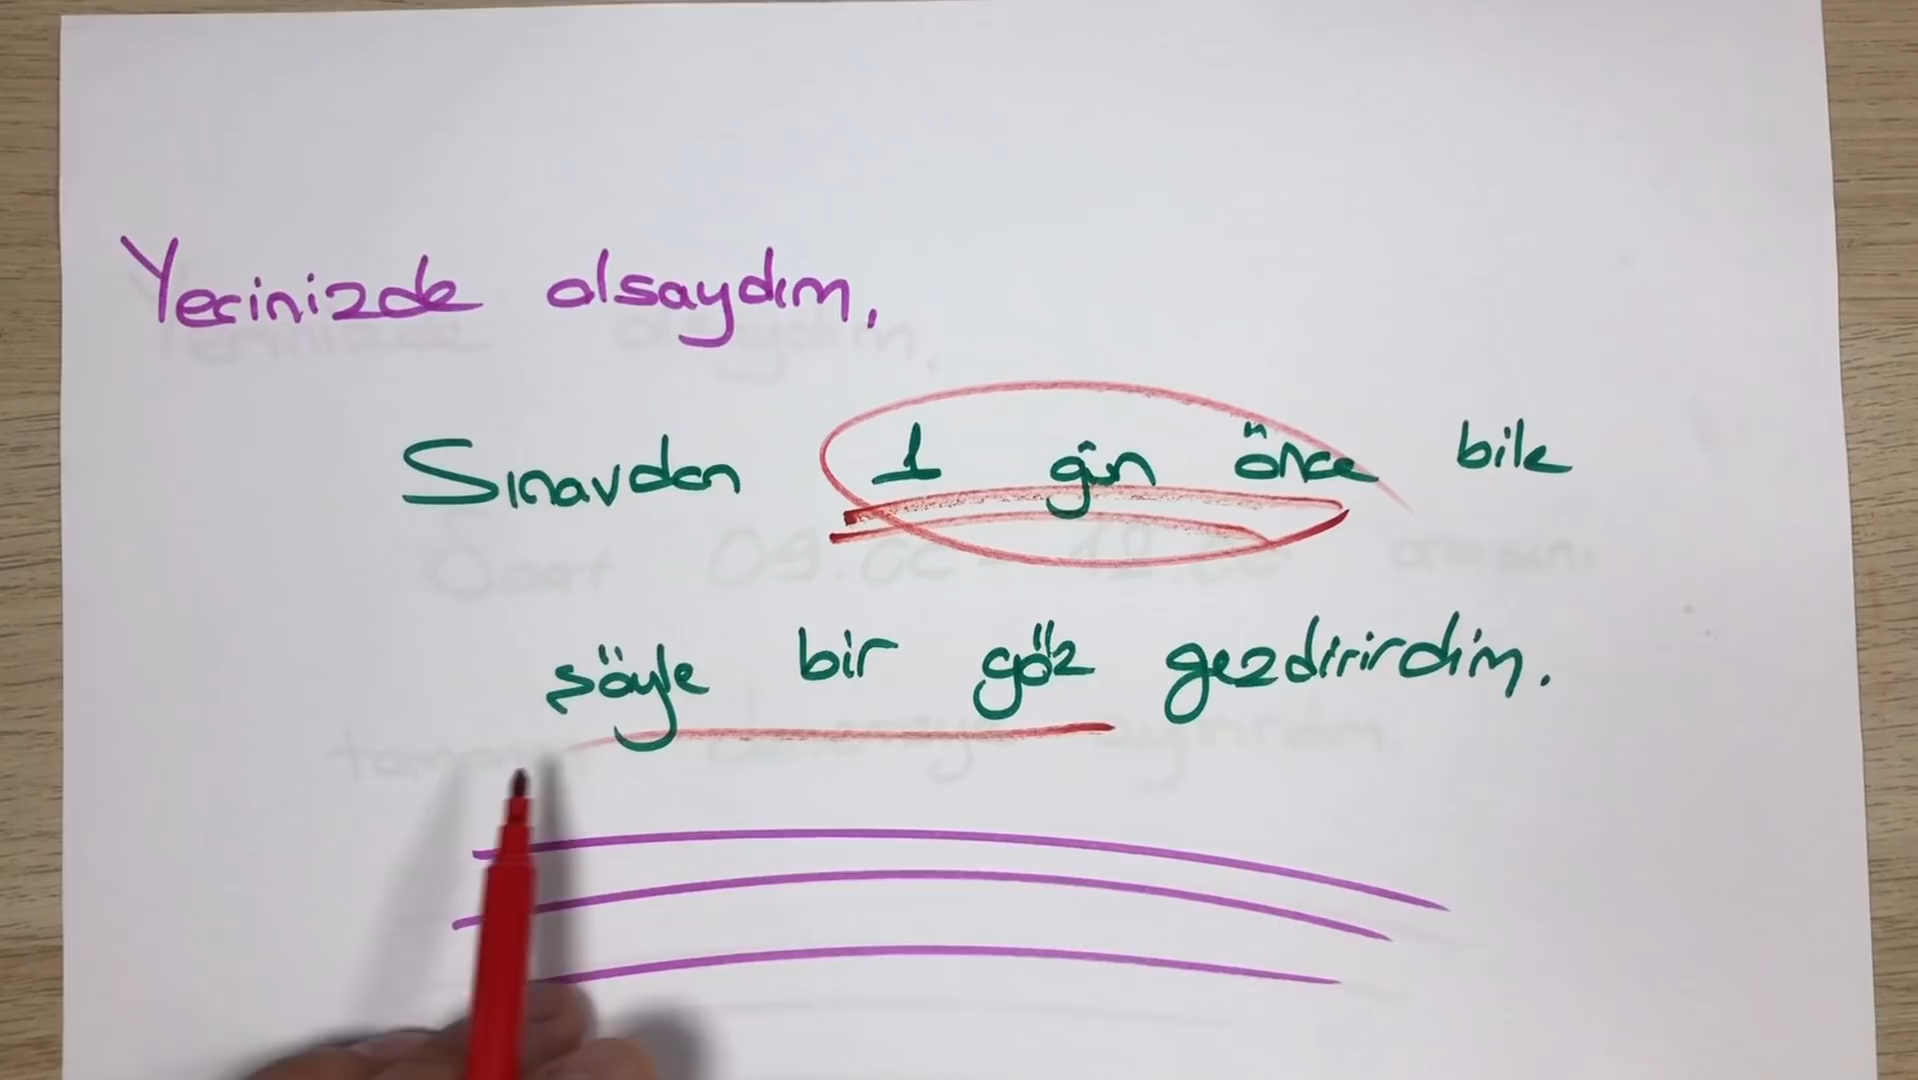 Yerinizde olsaydım,
Sınavdan 1 gün önce bile
şöyle bir göz gezdirirdim.